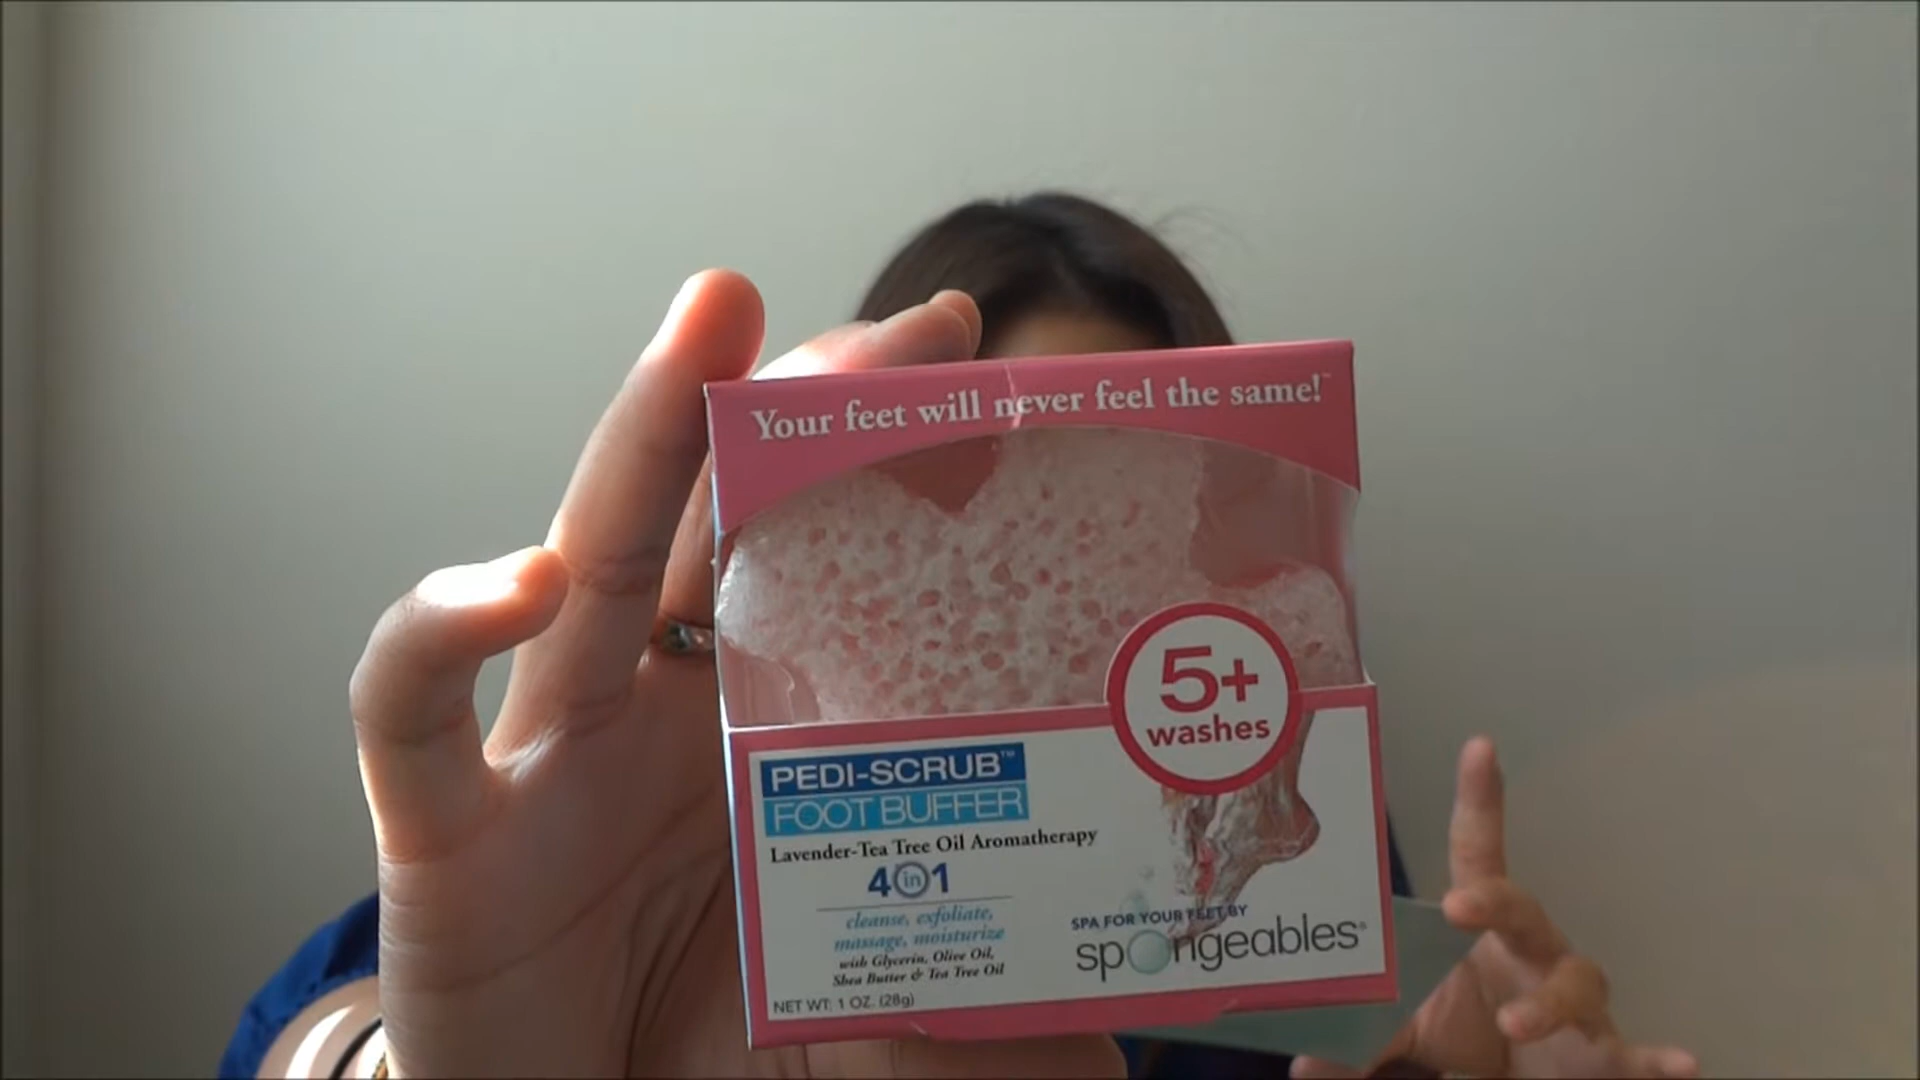 Your feet will never feel the same!™
5+
washes
PEDI-SCRUB™
FOOT BUFFER
Lavender-Tea Tree Oil Aromatherapy
4 in 1
cleanse, exfoliate,
massage, moisturize
with Glycerin, Olive Oil,
Shea Butter & Tea Tree Oil
NET WT: 1 OZ. (28g)
SPA FOR YOUR FEET BY
spongeables®